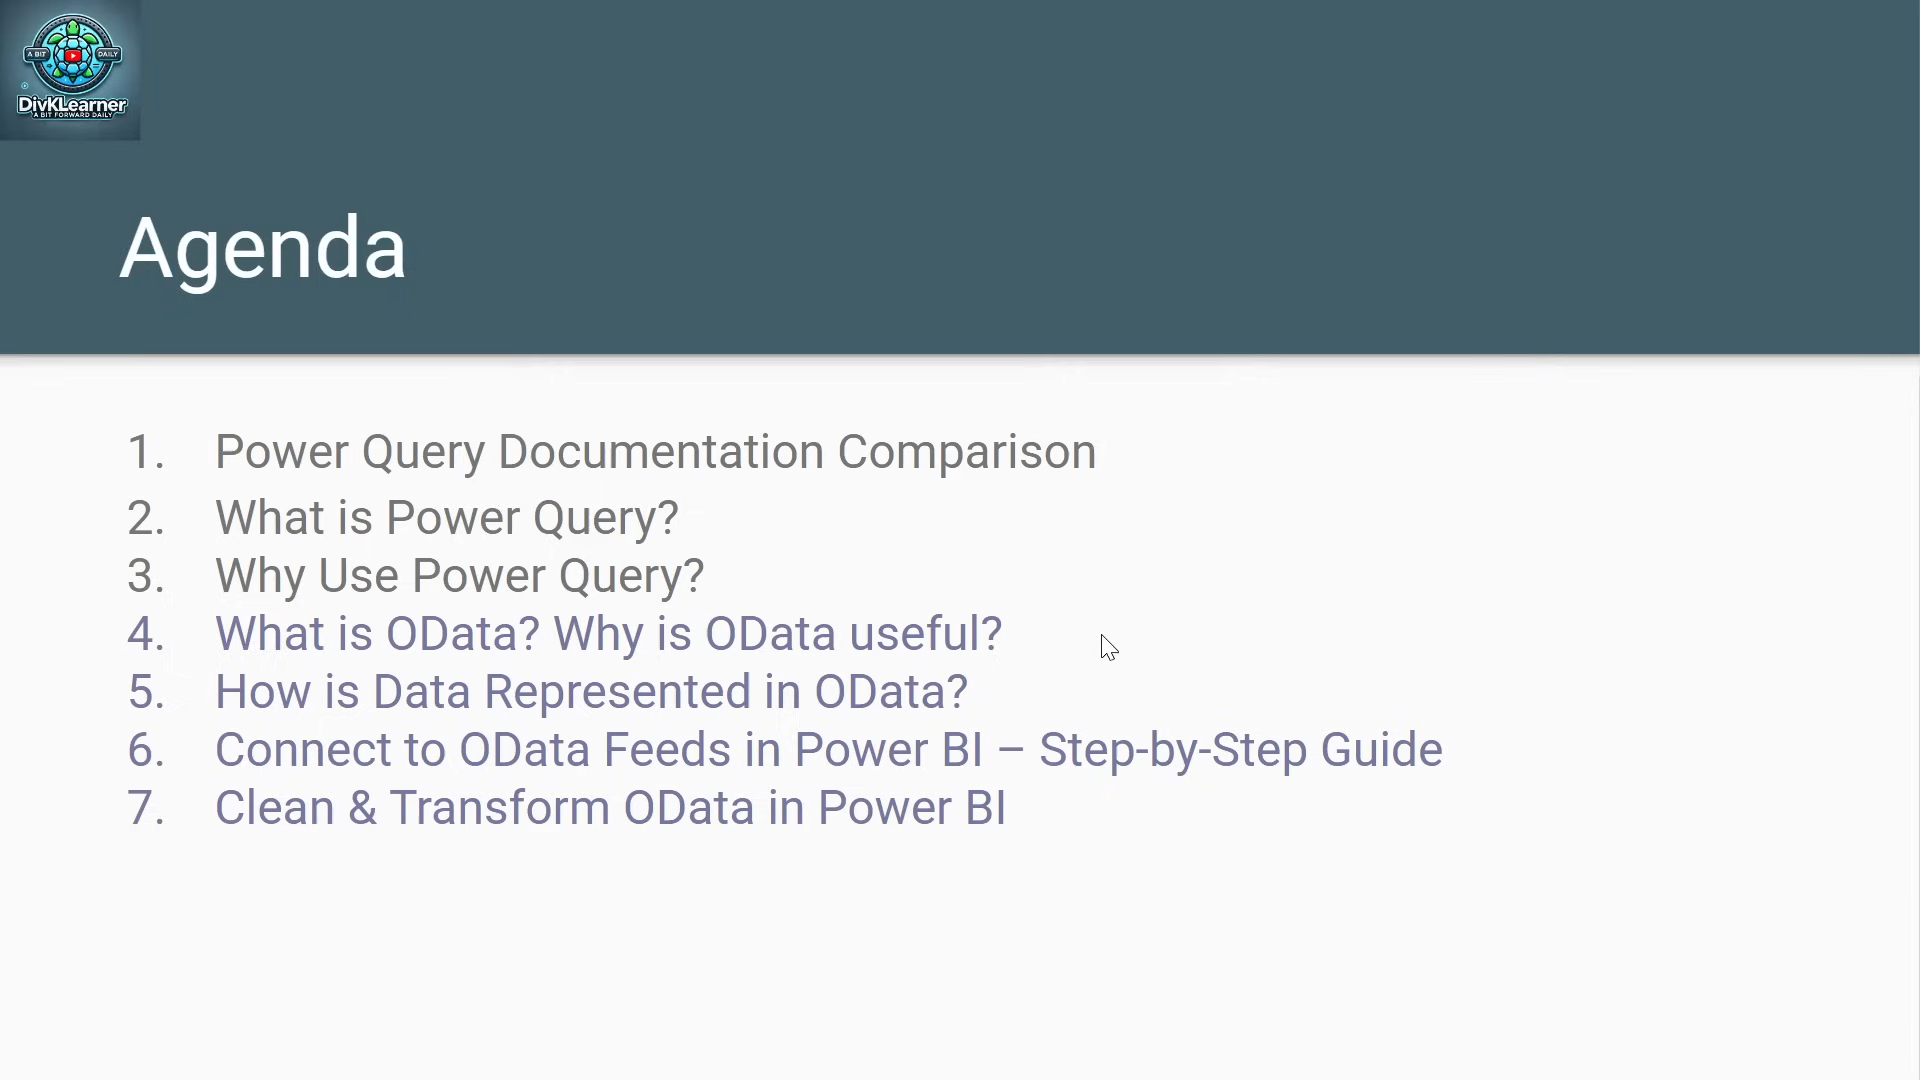 A BIT DAILY
DivKLearner
A BIT FORWARD DAILY
Agenda
1. Power Query Documentation Comparison
2. What is Power Query?
3. Why Use Power Query?
4. What is OData? Why is OData useful?
5. How is Data Represented in OData?
6. Connect to OData Feeds in Power BI – Step-by-Step Guide
7. Clean & Transform OData in Power BI